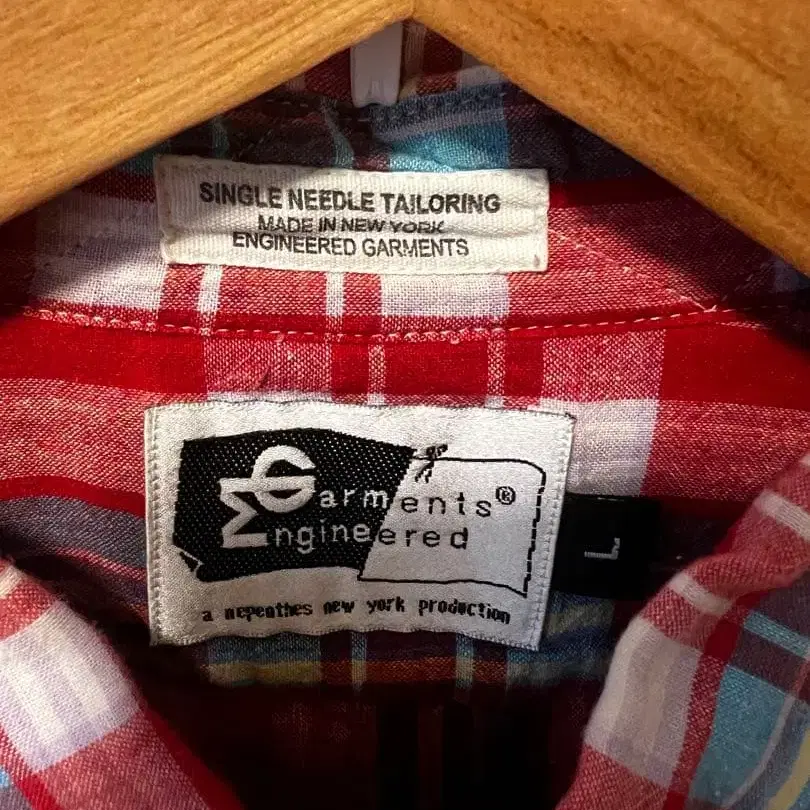 SINGLE NEEDLE TAILORING
MADE IN NEW YORK
ENGINEERED GARMENTS
Garments®
Engineered
a nepenthes new york production
L